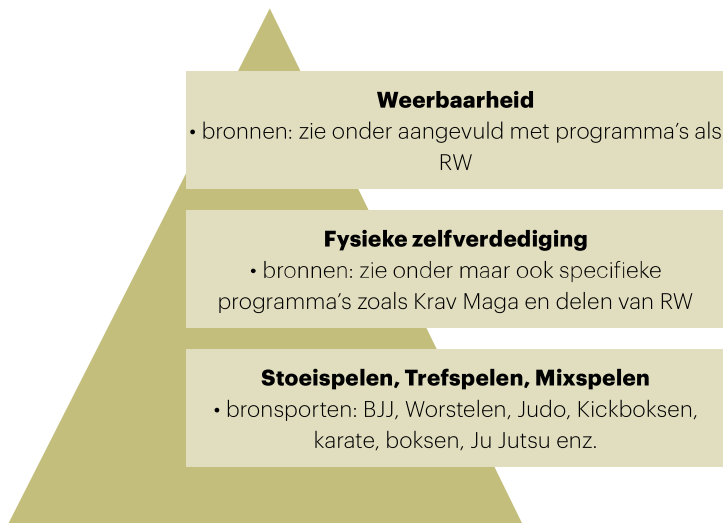 Weerbaarheid
• bronnen: zie onder aangevuld met programma’s als
RW
Fysieke zelfverdediging
• bronnen: zie onder maar ook specifieke
programma’s zoals Krav Maga en delen van RW
Stoeispelen, Trefspelen, Mixspelen
• bronsporten: BJJ, Worstelen, Judo, Kickboksen,
karate, boksen, Ju Jutsu enz.